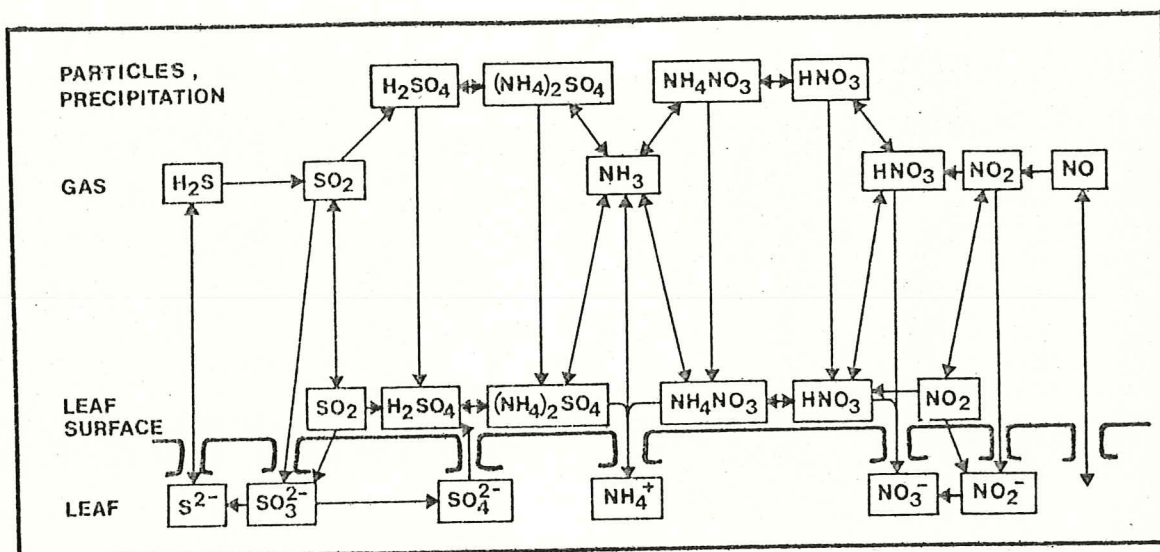 PARTICLES,
PRECIPITATION
H₂SO₄ (NH₄)₂SO₄ NH₄NO₃ HNO₃
GAS
H₂S SO₂ NH₃ HNO₃ NO₂ NO
LEAF
SURFACE
SO₂ H₂SO₄ (NH₄)₂SO₄ NH₄NO₃ HNO₃ NO₂
LEAF
S²⁻ SO₃²⁻ SO₄²⁻ NH₄⁺ NO₃⁻ NO₂⁻